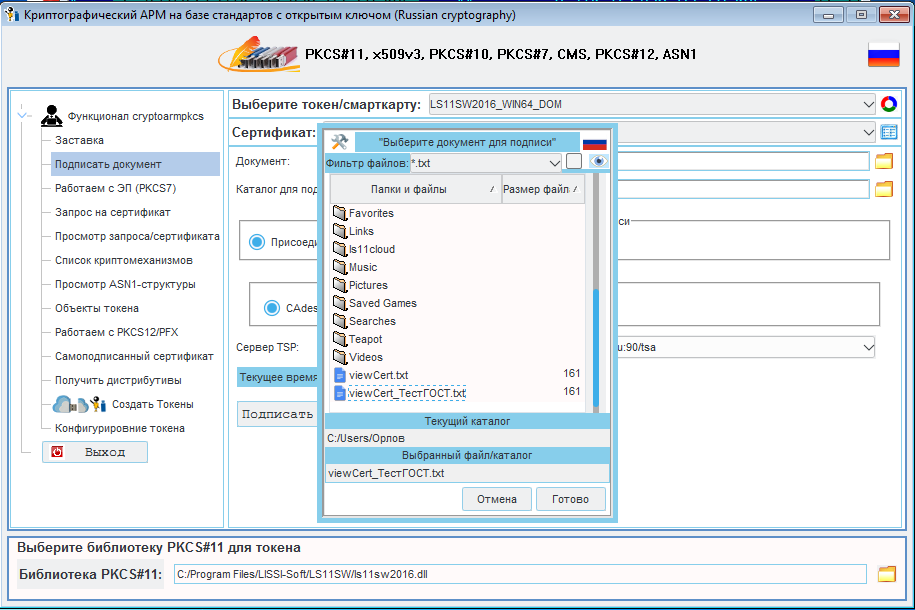 Криптографический АРМ на базе стандартов с открытым ключом (Russian cryptography)
PKCS#11, x509v3, PKCS#10, PKCS#7, CMS, PKCS#12, ASN1
Функционал cryptoarmpkcs
Заставка
Подписать документ
Работаем с ЭП (PKCS7)
Запрос на сертификат
Просмотр запроса/сертификата
Список криптомеханизмов
Просмотр ASN1-структуры
Объекты токена
Работаем с PKCS12/PFX
Самоподписанный сертификат
Получить дистрибутивы
Создать Токены
Конфигурировние токена
Выход
Выберите токен/смарткарту: LS11SW2016_WIN64_DOM
Сертификат:
Документ:
Каталог для под
си
Присоеди
CAdes
Сервер TSP:
u:90/tsa
Текущее время
Подписать
"Выберите документ для подписи"
Фильтр файлов: *.txt
Папки и файлы Размер файл
Favorites
Links
ls11cloud
Music
Pictures
Saved Games
Searches
Teapot
Videos
viewCert.txt 161
viewCert_ТестГОСТ.txt 161
Текущий каталог
C:/Users/Орлов
Выбранный файл/каталог
viewCert_ТестГОСТ.txt
Отмена Готово
Выберите библиотеку PKCS#11 для токена
Библиотека PKCS#11: C:/Program Files/LISSI-Soft/LS11SW/ls11sw2016.dll